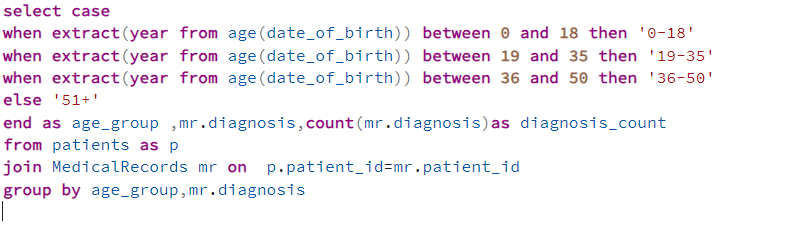 select case
when extract(year from age(date_of_birth)) between 0 and 18 then '0-18'
when extract(year from age(date_of_birth)) between 19 and 35 then '19-35'
when extract(year from age(date_of_birth)) between 36 and 50 then '36-50'
else '51+'
end as age_group ,mr.diagnosis,count(mr.diagnosis)as diagnosis_count
from patients as p
join MedicalRecords mr on  p.patient_id=mr.patient_id
group by age_group,mr.diagnosis